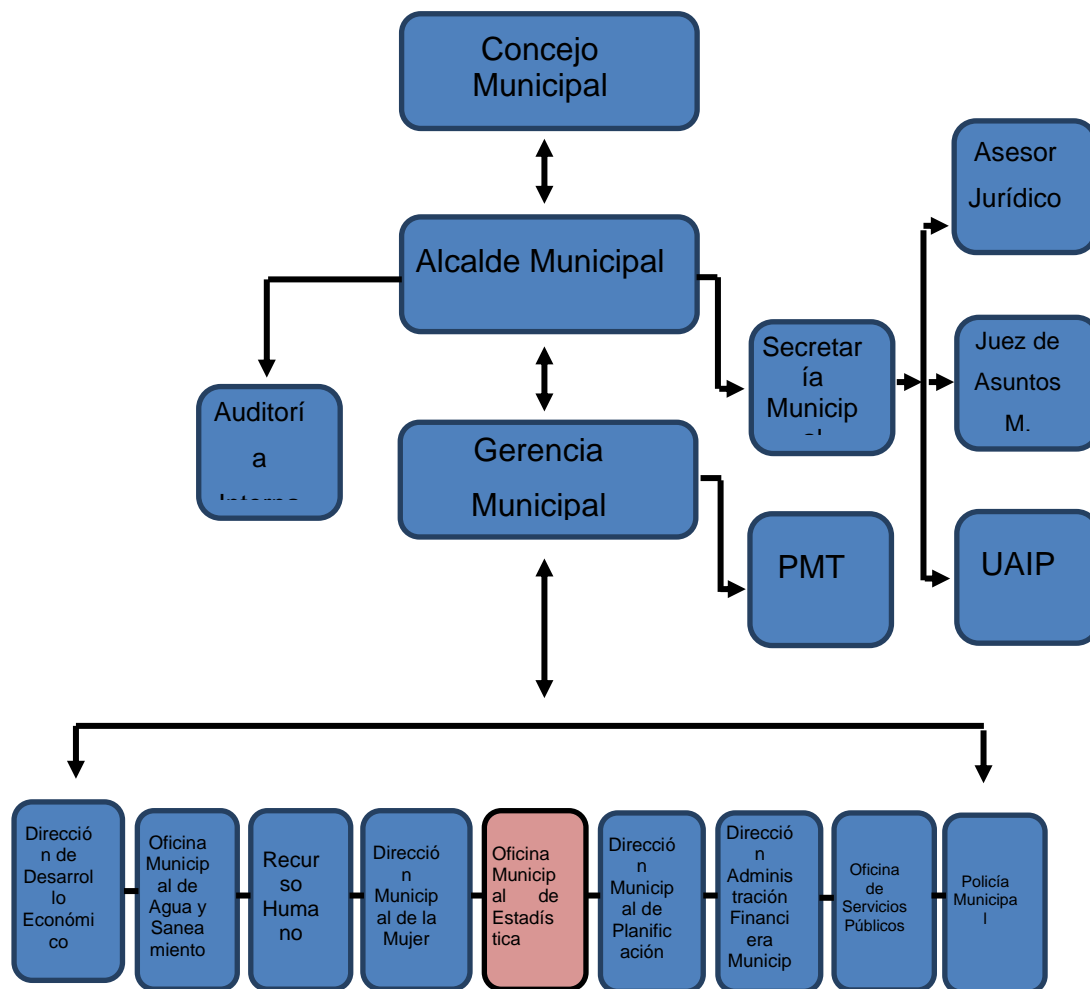 Concejo
Municipal
Asesor
Jurídico
Alcalde Municipal
Secretar
ía
Municip
Juez de
Asuntos
M.
Auditorí
a
Gerencia
Municipal
PMT
UAIP
Direcció
n de
Desarrol
lo
Económi
co
Oficina
Municip
al de
Agua y
Sanea
miento
Recur
so
Huma
no
Direcció
n
Municip
al de la
Mujer
Oficina
Municip
al de
Estadís
tica
Direcció
n
Municip
al de
Planific
ación
Direcció
n
Adminis
tración
Financi
era
Municip
Oficina
de
Servicios
Públicos
Policía
Municipa
l